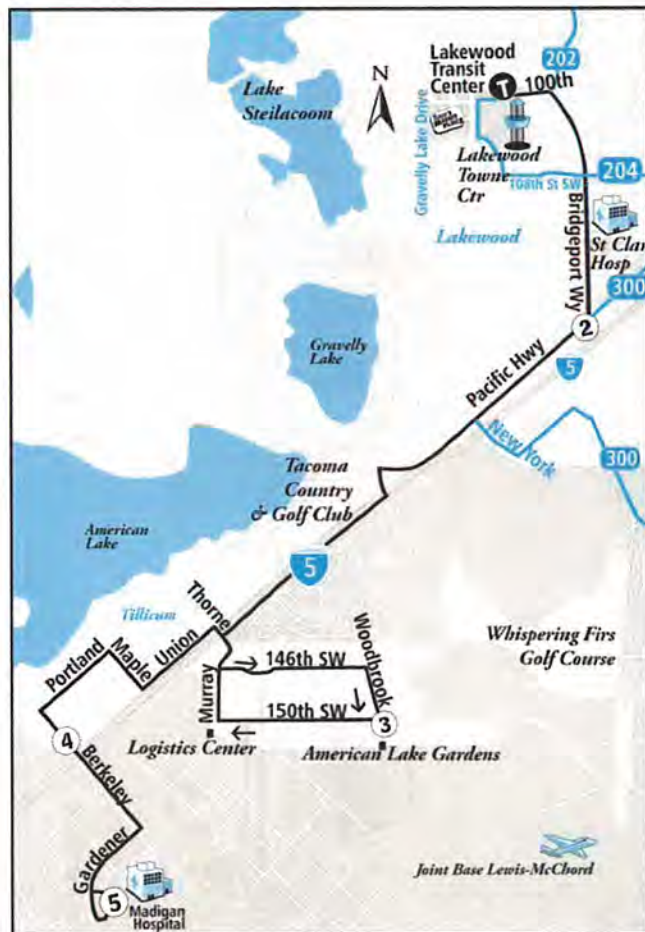 Lakewood
Transit
Center
T
100th
202
N
Lake
Steilacoom
Gravelly Lake Drive
Lakewood
Towne
Ctr
108th St SW
204
Lakewood
Bridgeport Wy
St Clar
Hosp
300
2
Gravelly
Lake
Pacific Hwy
5
New York
300
Tacoma
Country
& Golf Club
American
Lake
5
Tillicum
Thorne
Union
Maple
Portland
Woodbrook
Whispering Firs
Golf Course
146th SW
Murray
150th SW
3
4
Logistics Center
American Lake Gardens
Berkeley
Gardener
Joint Base Lewis-McChord
5
Madigan
Hospital